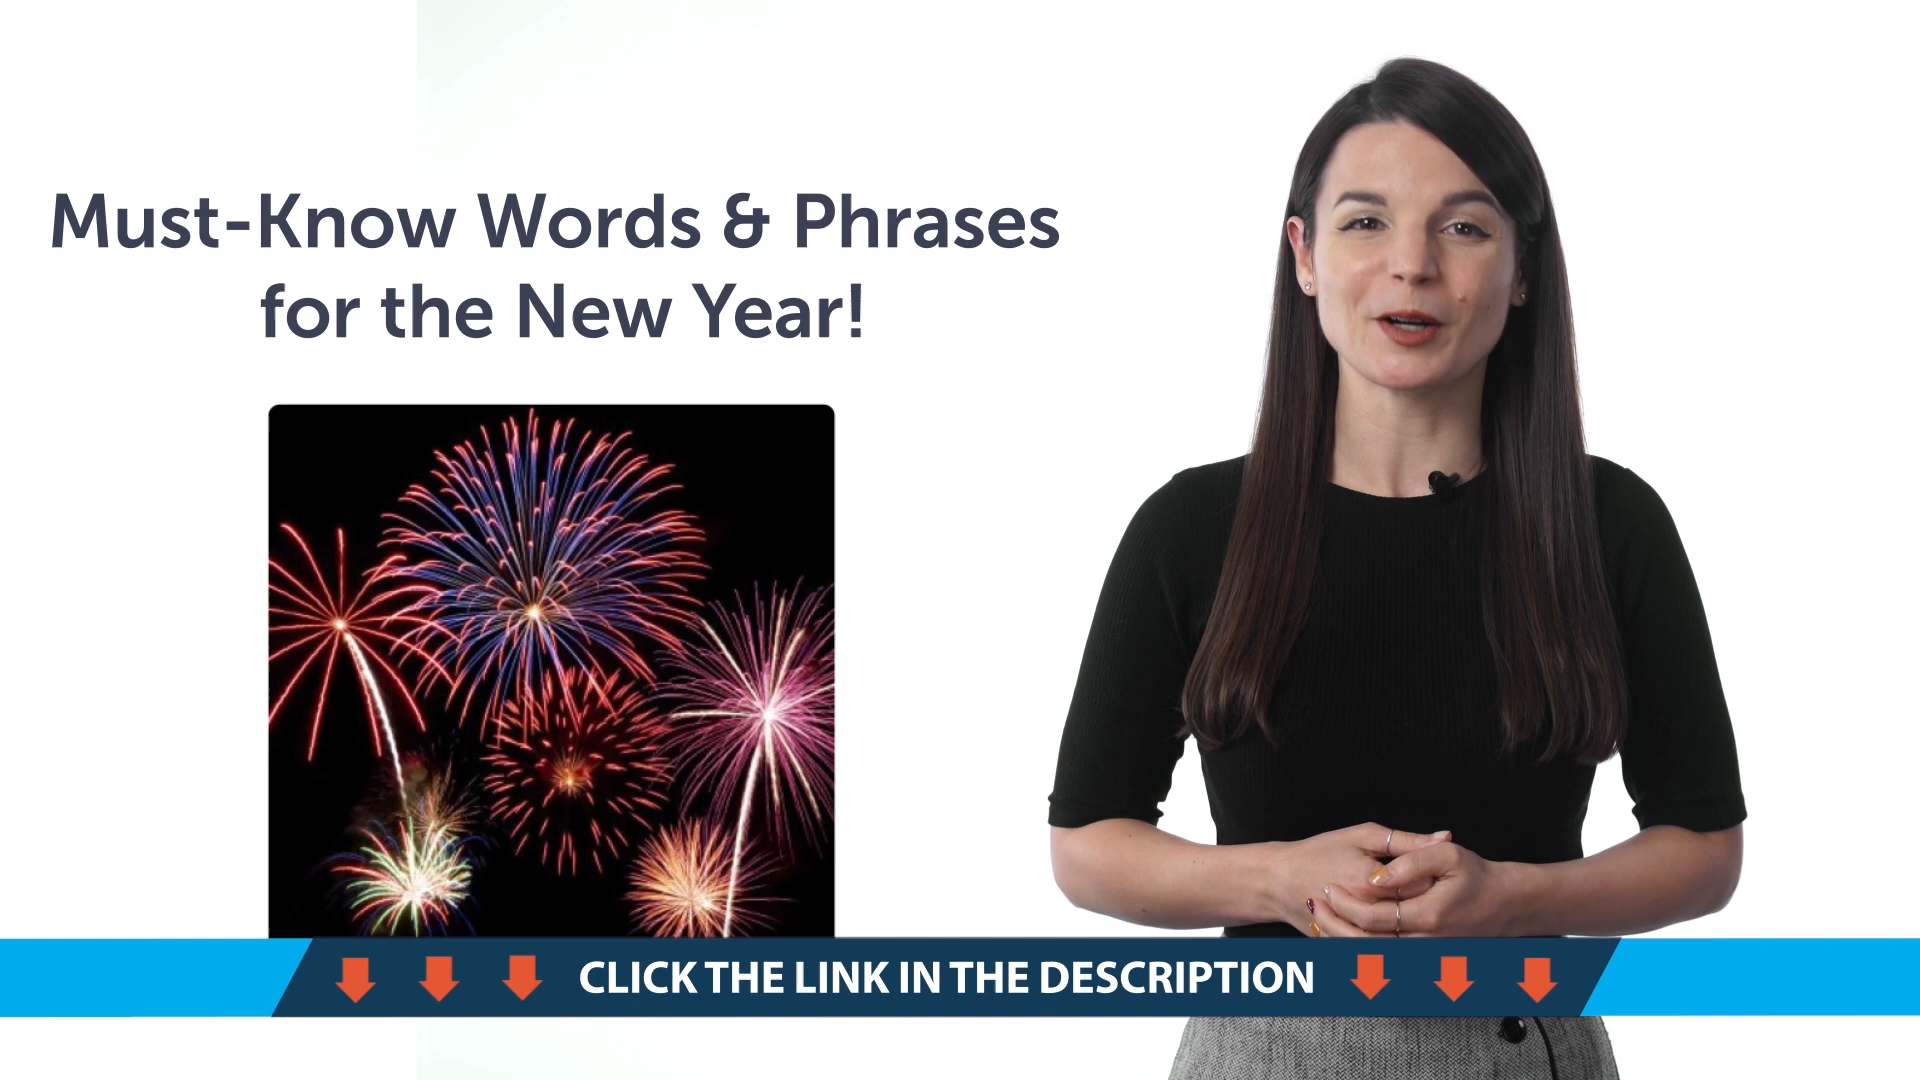 Must-Know Words & Phrases
for the New Year!
CLICK THE LINK IN THE DESCRIPTION